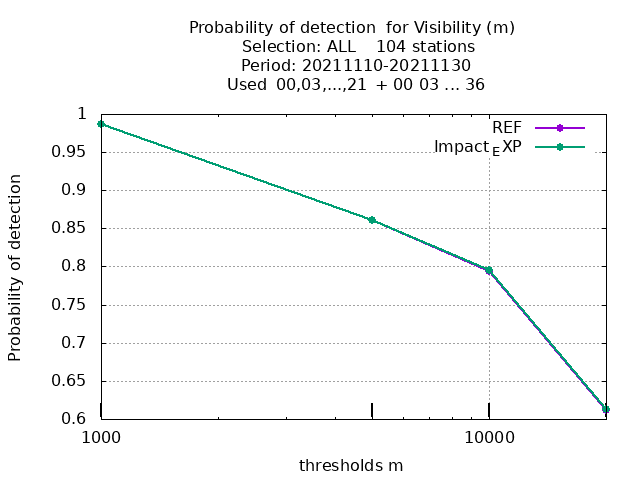 Probability of detection  for Visibility (m)
Selection: ALL    104 stations
Period: 20211110-20211130
Used  00,03,...,21  + 00 03 ... 36
REF
Impact_EXP
1
0.95
0.9
0.85
0.8
0.75
0.7
0.65
0.6
Probability of detection
1000
10000
thresholds m